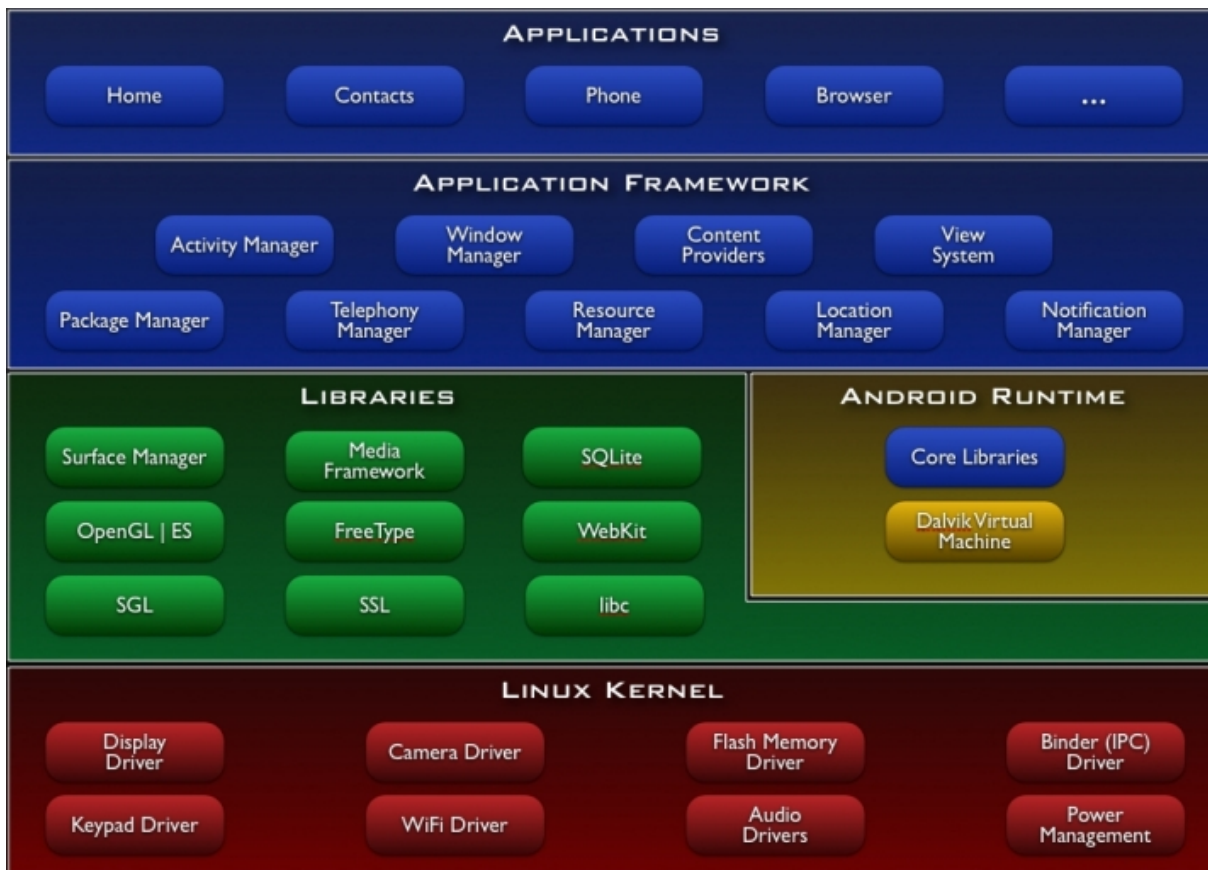 APPLICATIONS
Home
Contacts
Phone
Browser
...
APPLICATION FRAMEWORK
Activity Manager
Window
Manager
Content
Providers
View
System
Package Manager
Telephony
Manager
Resource
Manager
Location
Manager
Notification
Manager
LIBRARIES
Surface Manager
Media
Framework
SQLite
OpenGL | ES
FreeType
WebKit
SGL
SSL
libc
ANDROID RUNTIME
Core Libraries
Dalvik Virtual
Machine
LINUX KERNEL
Display
Driver
Camera Driver
Flash Memory
Driver
Binder (IPC)
Driver
Keypad Driver
WiFi Driver
Audio
Drivers
Power
Management